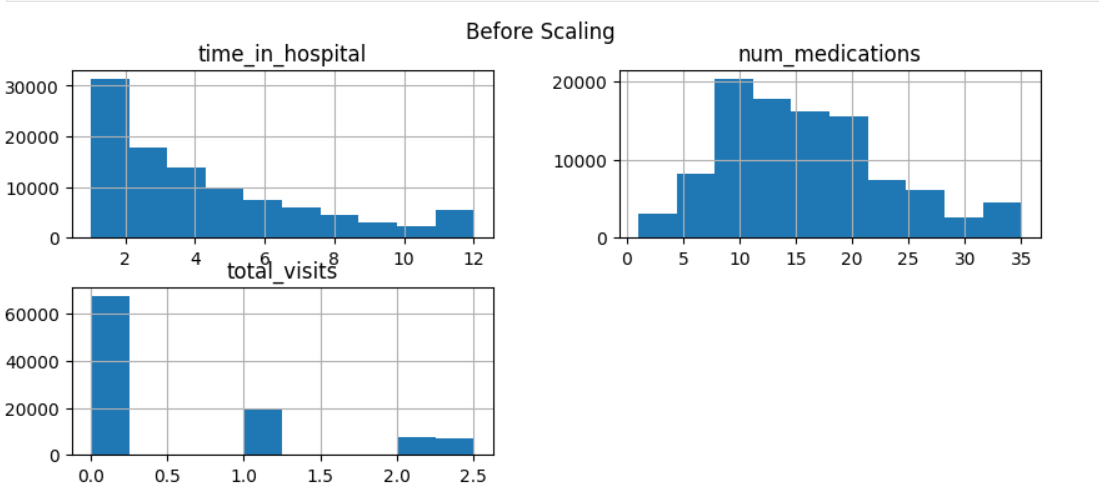 Before Scaling
time_in_hospital
30000
20000
10000
0
2 4 6 8 10 12
num_medications
20000
10000
0
0 5 10 15 20 25 30 35
total_visits
60000
40000
20000
0
0.0 0.5 1.0 1.5 2.0 2.5